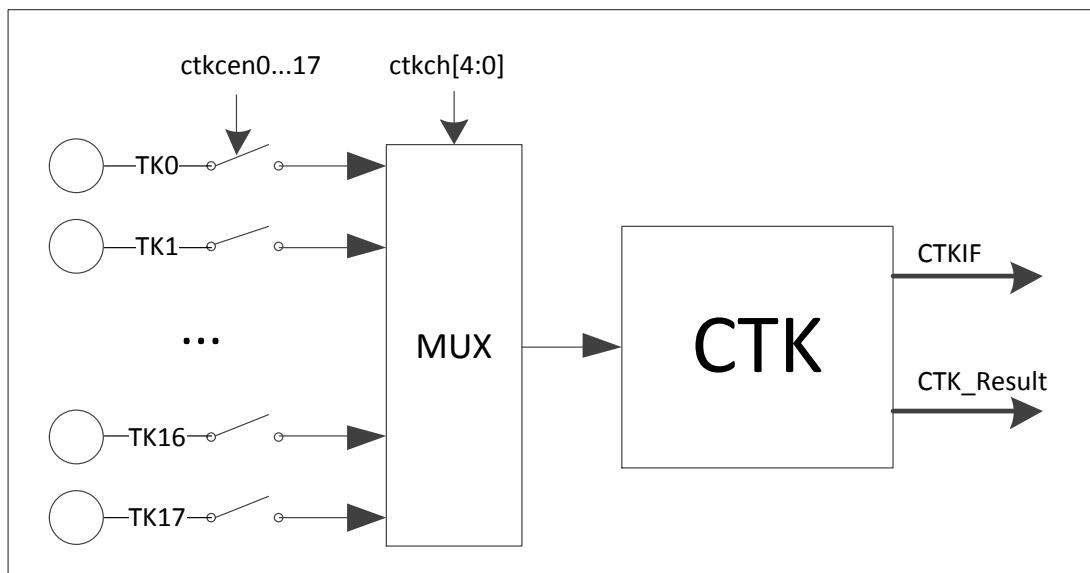 ctkcen0...17
ctkch[4:0]
TK0
TK1
...
TK16
TK17
MUX
CTK
CTKIF
CTK_Result